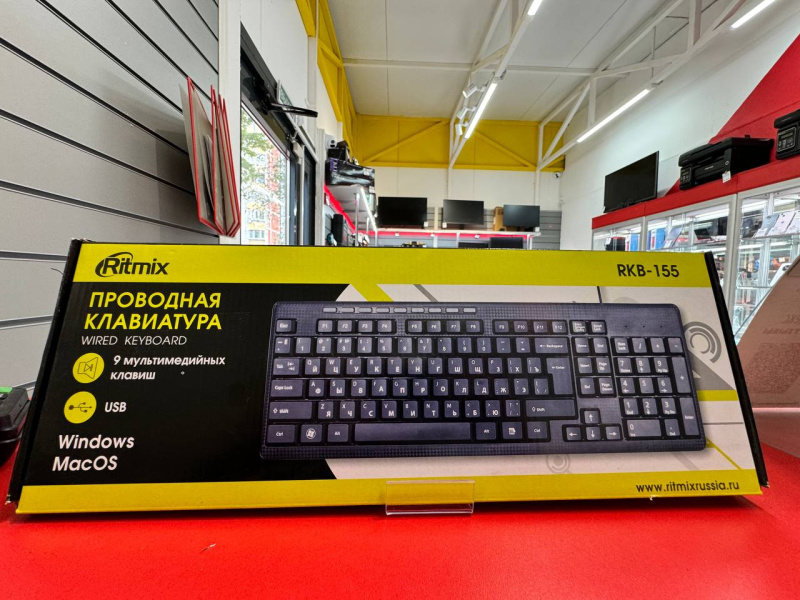 Ritmix
RKB-155
ПРОВОДНАЯ
КЛАВИАТУРА
WIRED KEYBOARD
9 мультимедийных
клавиш
USB
Windows
MacOS
www.ritmixrussia.ru